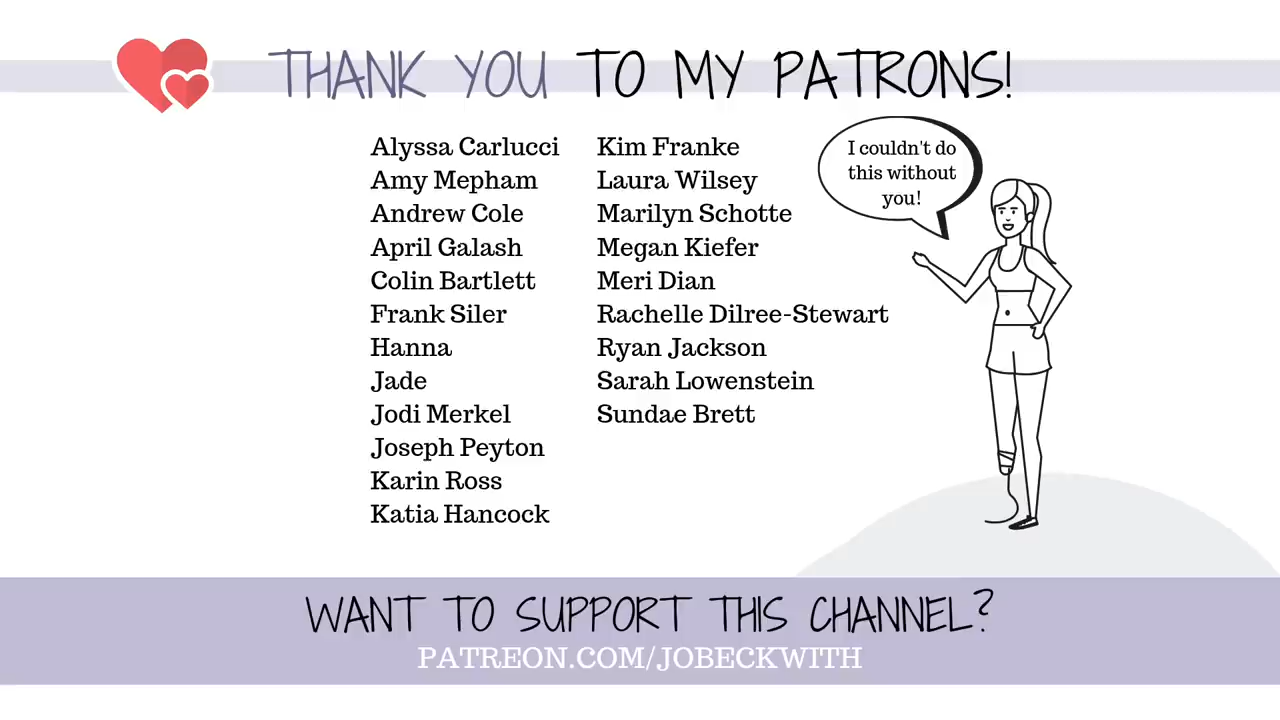 THANK YOU TO MY PATRONS!
Alyssa Carlucci
Amy Mepham
Andrew Cole
April Galash
Colin Bartlett
Frank Siler
Hanna
Jade
Jodi Merkel
Joseph Peyton
Karin Ross
Katia Hancock
Kim Franke
Laura Wilsey
Marilyn Schotte
Megan Kiefer
Meri Dian
Rachelle Dilree-Stewart
Ryan Jackson
Sarah Lowenstein
Sundae Brett
I couldn't do
this without
you!
WANT TO SUPPORT THIS CHANNEL?
PATREON.COM/JOBECKWITH